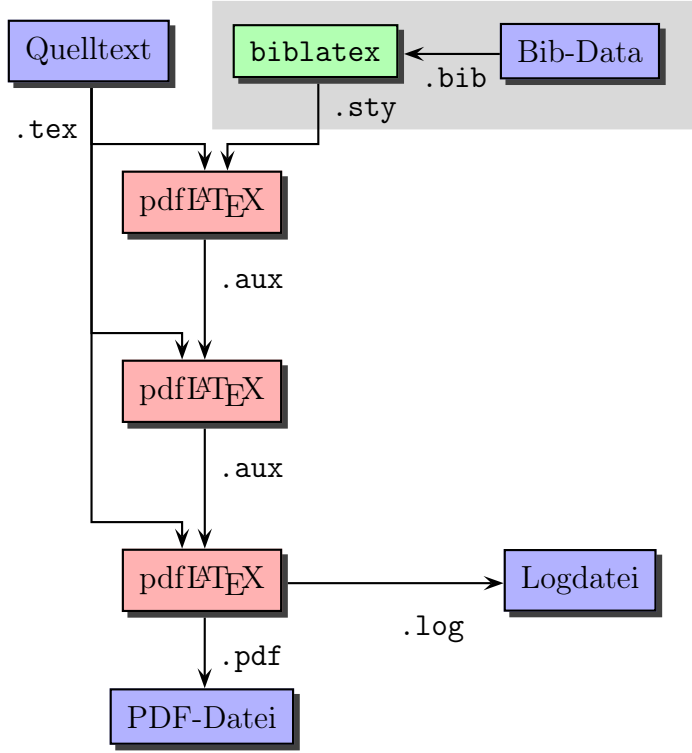 Quelltext
biblatex
Bib-Data
.bib
.sty
.tex
pdfLATEX
.aux
pdfLATEX
.aux
pdfLATEX
Logdatei
.log
.pdf
PDF-Datei